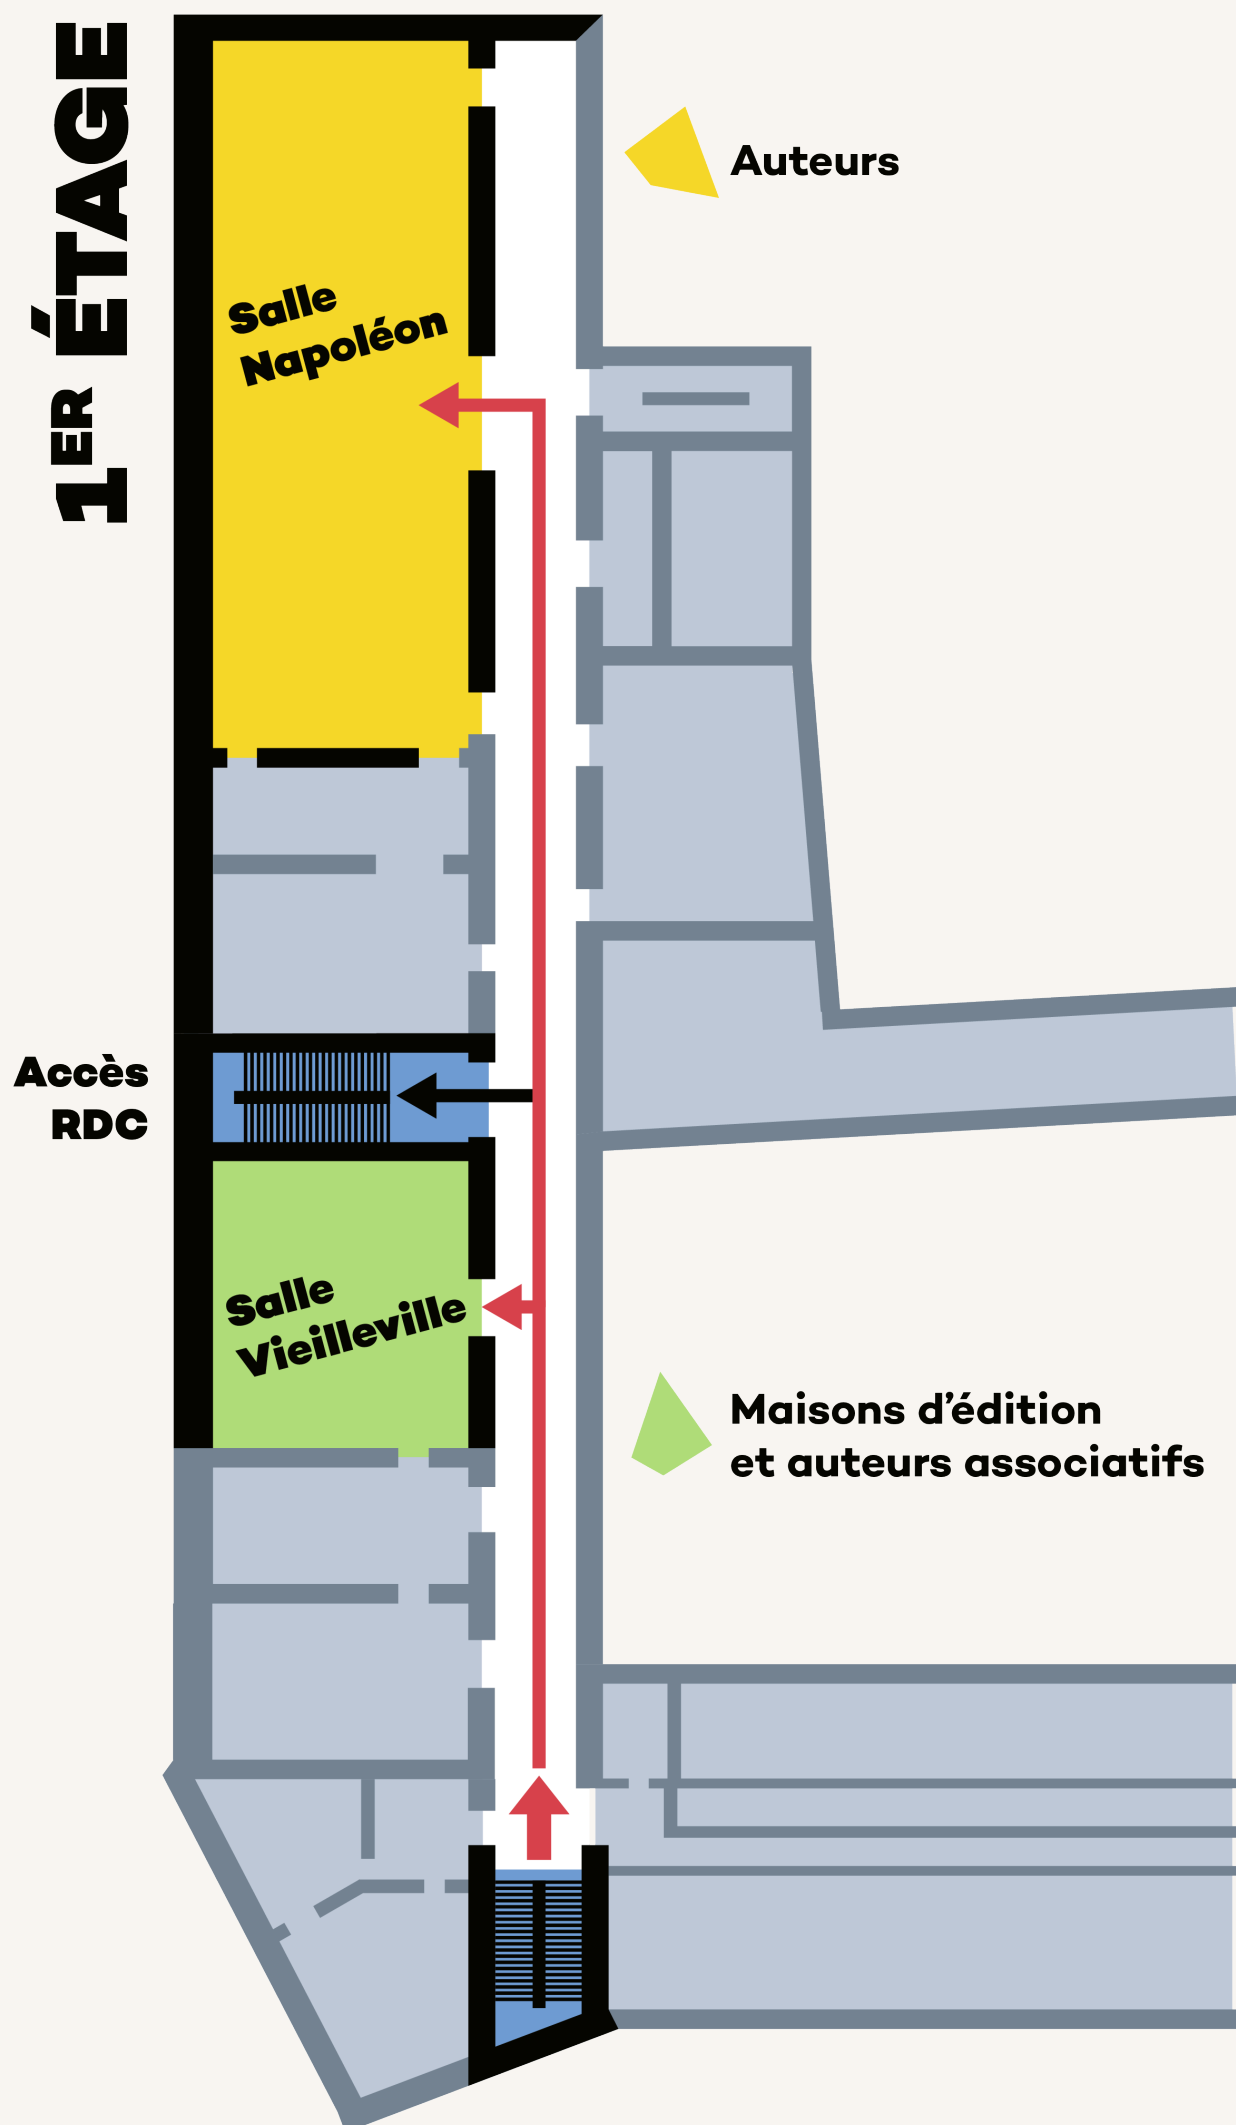 1ER ÉTAGE
Auteurs
Salle
Napoléon
Accès
RDC
Salle
Vieilleville
Maisons d’édition
et auteurs associatifs